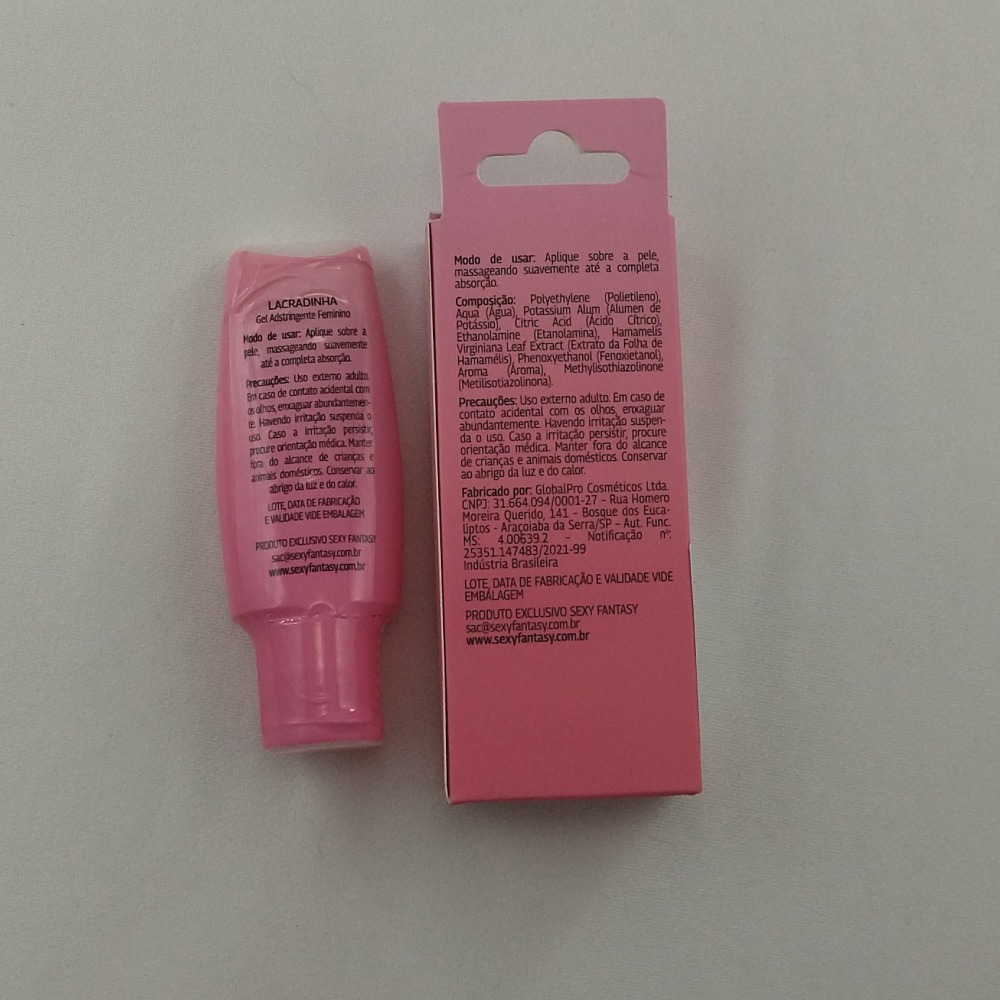 LACRADINHA
Gel Adstringente Feminino
Modo de usar: Aplique sobre a
pele, massageando suavemente
até a completa absorção.
Precauções: Uso externo adulto.
Em caso de contato acidental com
os olhos, enxaguar abundantemen-
te. Havendo irritação suspenda o
uso. Caso a irritação persistir,
procure orientação médica. Manter
fora do alcance de crianças e
animais domésticos. Conservar ao
abrigo da luz e do calor.
LOTE, DATA DE FABRICAÇÃO
E VALIDADE VIDE EMBALAGEM
PRODUTO EXCLUSIVO SEXY FANTASY
sac@sexyfantasy.com.br
www.sexyfantasy.com.br
Modo de usar: Aplique sobre a pele,
massageando suavemente até a completa
absorção.
Composição: Polyethylene (Polietileno),
Aqua (Água), Potassium Alum (Alumen de
Potássio), Citric Acid (Ácido Cítrico),
Ethanolamine (Etanolamina), Hamamelis
Virginiana Leaf Extract (Extrato da Folha de
Hamamélis), Phenoxyethanol (Fenoxietanol),
Aroma (Aroma), Methylisothiazolinone
(Metilisotiazolinona).
Precauções: Uso externo adulto. Em caso de
contato acidental com os olhos, enxaguar
abundantemente. Havendo irritação suspen-
da o uso. Caso a irritação persistir, procure
orientação médica. Manter fora do alcance
de crianças e animais domésticos. Conservar
ao abrigo da luz e do calor.
Fabricado por: GlobalPro Cosméticos Ltda.
CNPJ: 31.664.094/0001-27 – Rua Homero
Moreira Querido, 141 – Bosque dos Euca-
liptos - Araçoiaba da Serra/SP – Aut. Func.
MS: 4.00639.2 – Notificação nº:
25351.147483/2021-99
Indústria Brasileira
LOTE, DATA DE FABRICAÇÃO E VALIDADE VIDE
EMBALAGEM
PRODUTO EXCLUSIVO SEXY FANTASY
sac@sexyfantasy.com.br
www.sexyfantasy.com.br